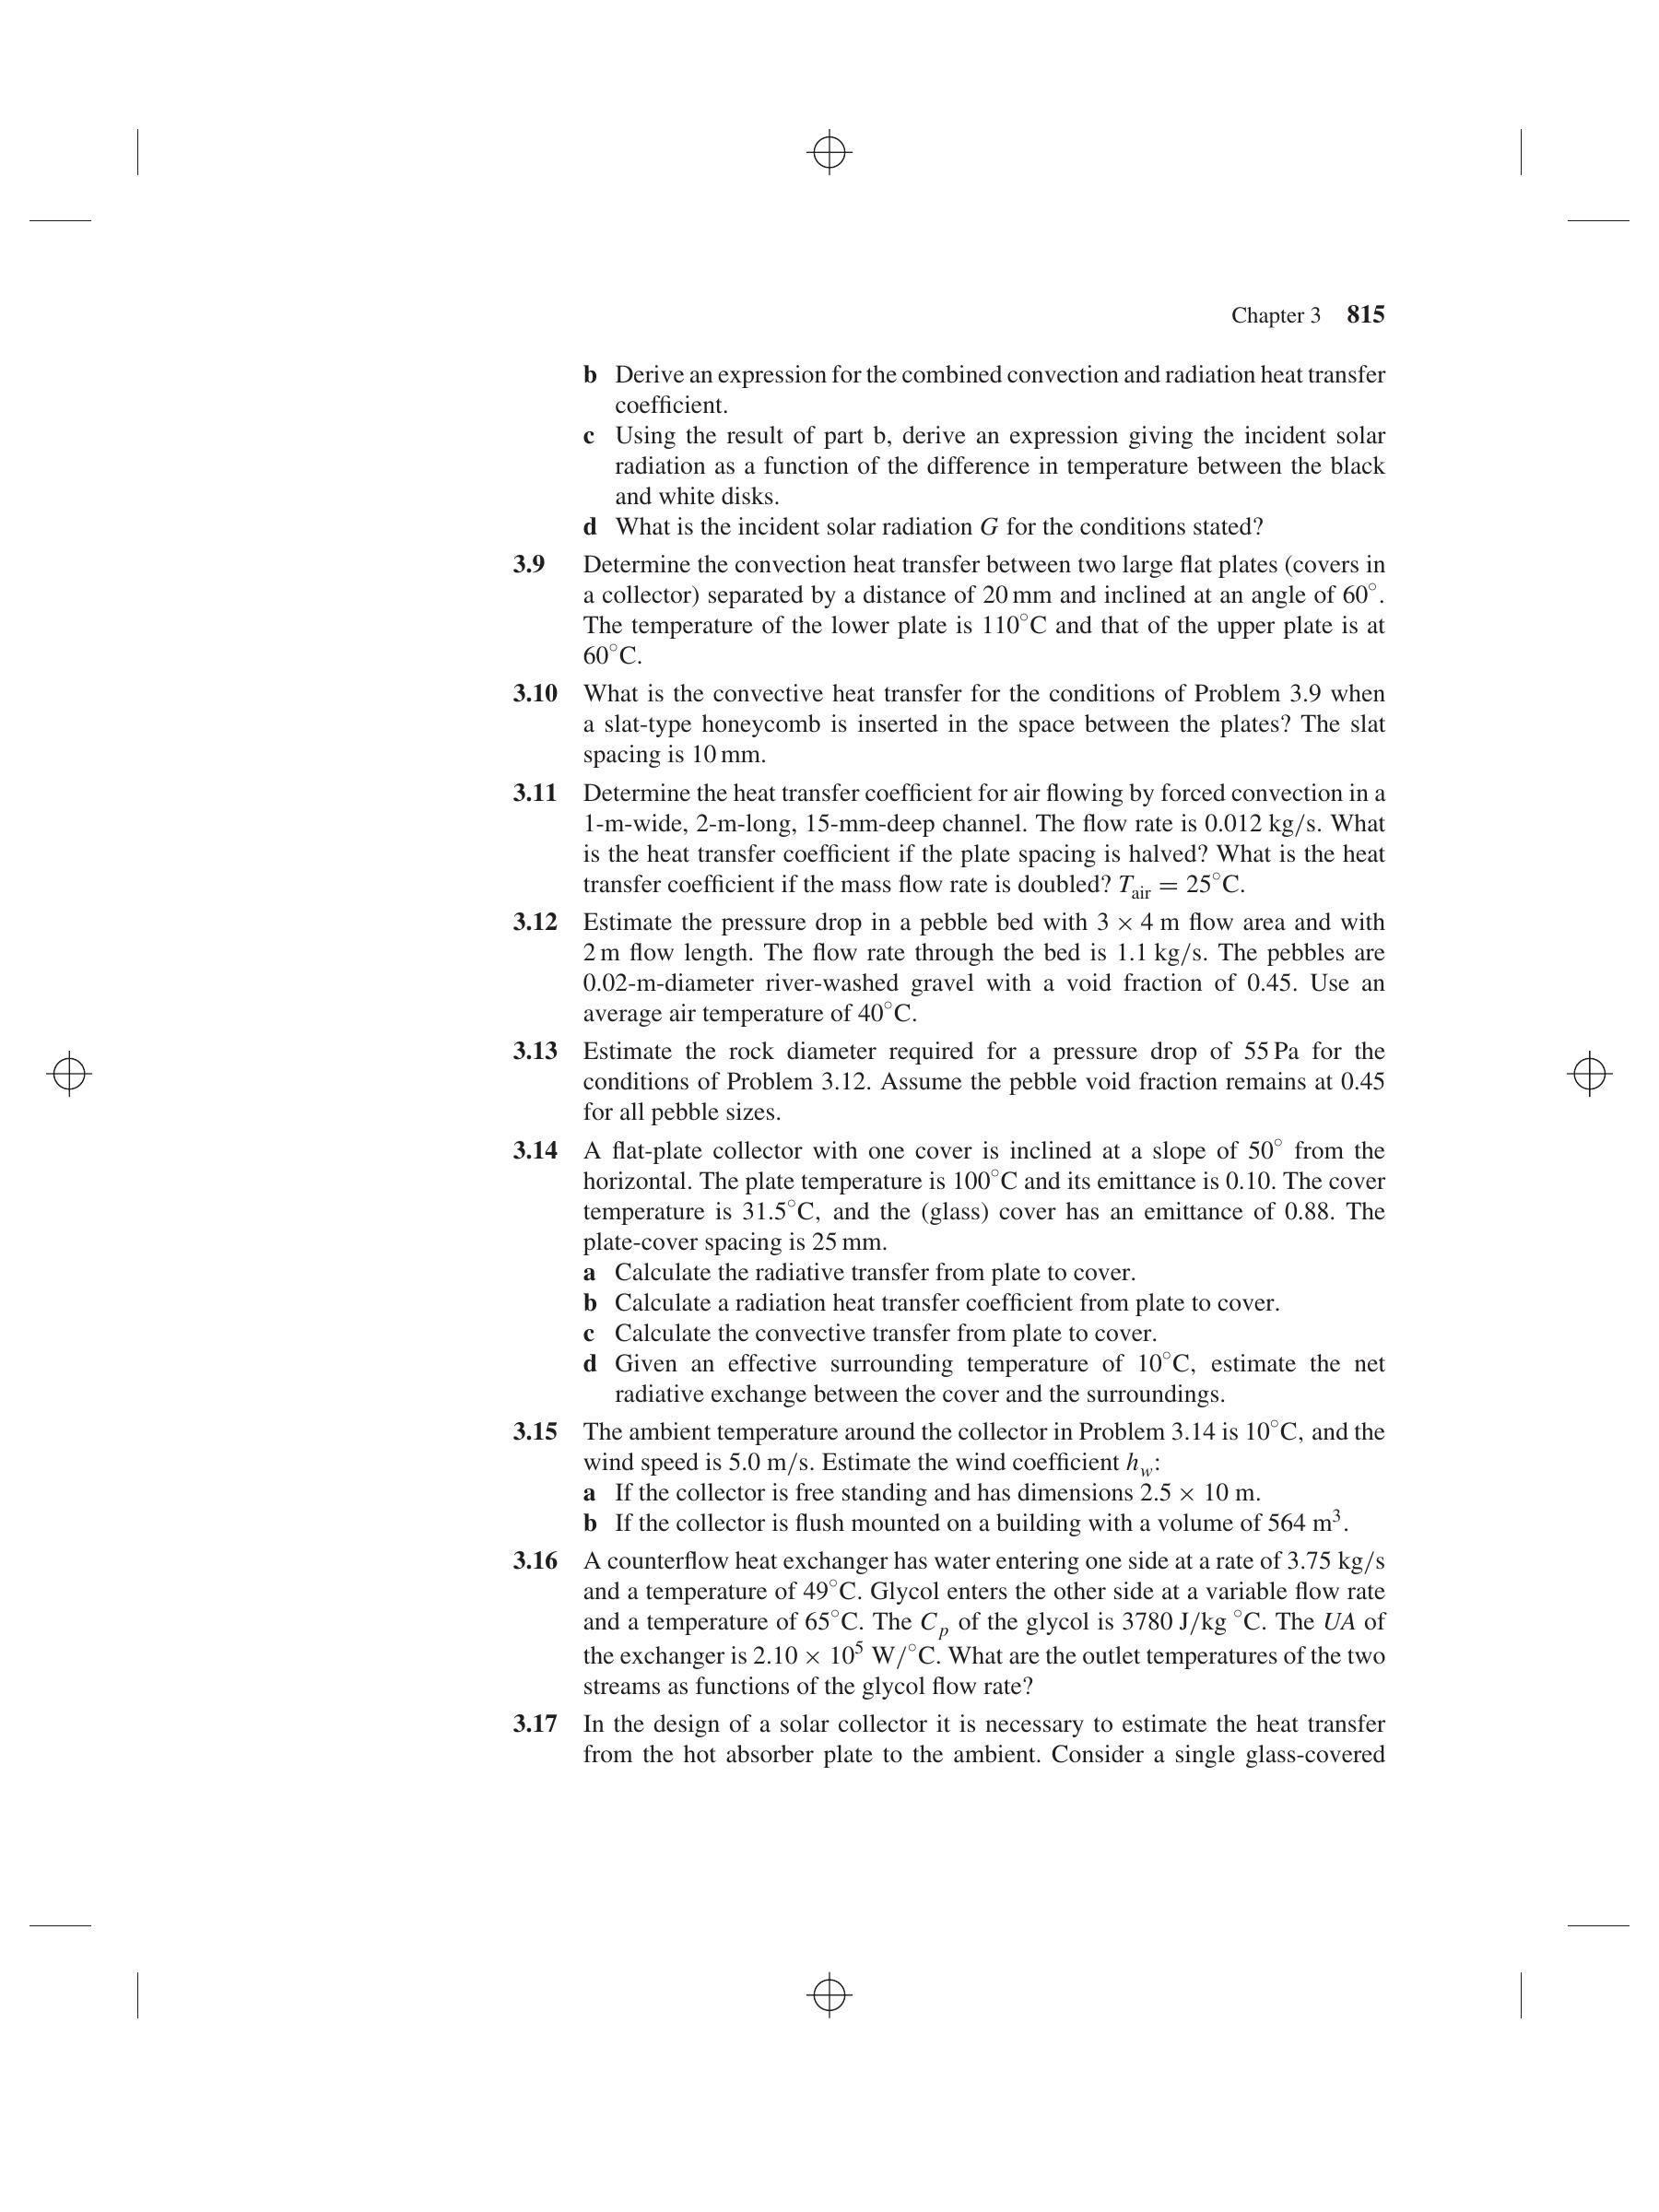 Chapter 3 815
b Derive an expression for the combined convection and radiation heat transfer
coefficient.
c Using the result of part b, derive an expression giving the incident solar
radiation as a function of the difference in temperature between the black
and white disks.
d What is the incident solar radiation G for the conditions stated?
3.9 Determine the convection heat transfer between two large flat plates (covers in
a collector) separated by a distance of 20 mm and inclined at an angle of 60°.
The temperature of the lower plate is 110°C and that of the upper plate is at
60°C.
3.10 What is the convective heat transfer for the conditions of Problem 3.9 when
a slat-type honeycomb is inserted in the space between the plates? The slat
spacing is 10 mm.
3.11 Determine the heat transfer coefficient for air flowing by forced convection in a
1-m-wide, 2-m-long, 15-mm-deep channel. The flow rate is 0.012 kg/s. What
is the heat transfer coefficient if the plate spacing is halved? What is the heat
transfer coefficient if the mass flow rate is doubled? T_air = 25°C.
3.12 Estimate the pressure drop in a pebble bed with 3 × 4 m flow area and with
2 m flow length. The flow rate through the bed is 1.1 kg/s. The pebbles are
0.02-m-diameter river-washed gravel with a void fraction of 0.45. Use an
average air temperature of 40°C.
3.13 Estimate the rock diameter required for a pressure drop of 55 Pa for the
conditions of Problem 3.12. Assume the pebble void fraction remains at 0.45
for all pebble sizes.
3.14 A flat-plate collector with one cover is inclined at a slope of 50° from the
horizontal. The plate temperature is 100°C and its emittance is 0.10. The cover
temperature is 31.5°C, and the (glass) cover has an emittance of 0.88. The
plate-cover spacing is 25 mm.
a Calculate the radiative transfer from plate to cover.
b Calculate a radiation heat transfer coefficient from plate to cover.
c Calculate the convective transfer from plate to cover.
d Given an effective surrounding temperature of 10°C, estimate the net
radiative exchange between the cover and the surroundings.
3.15 The ambient temperature around the collector in Problem 3.14 is 10°C, and the
wind speed is 5.0 m/s. Estimate the wind coefficient h_w:
a If the collector is free standing and has dimensions 2.5 × 10 m.
b If the collector is flush mounted on a building with a volume of 564 m³.
3.16 A counterflow heat exchanger has water entering one side at a rate of 3.75 kg/s
and a temperature of 49°C. Glycol enters the other side at a variable flow rate
and a temperature of 65°C. The C_p of the glycol is 3780 J/kg °C. The UA of
the exchanger is 2.10 × 10⁵ W/°C. What are the outlet temperatures of the two
streams as functions of the glycol flow rate?
3.17 In the design of a solar collector it is necessary to estimate the heat transfer
from the hot absorber plate to the ambient. Consider a single glass-covered